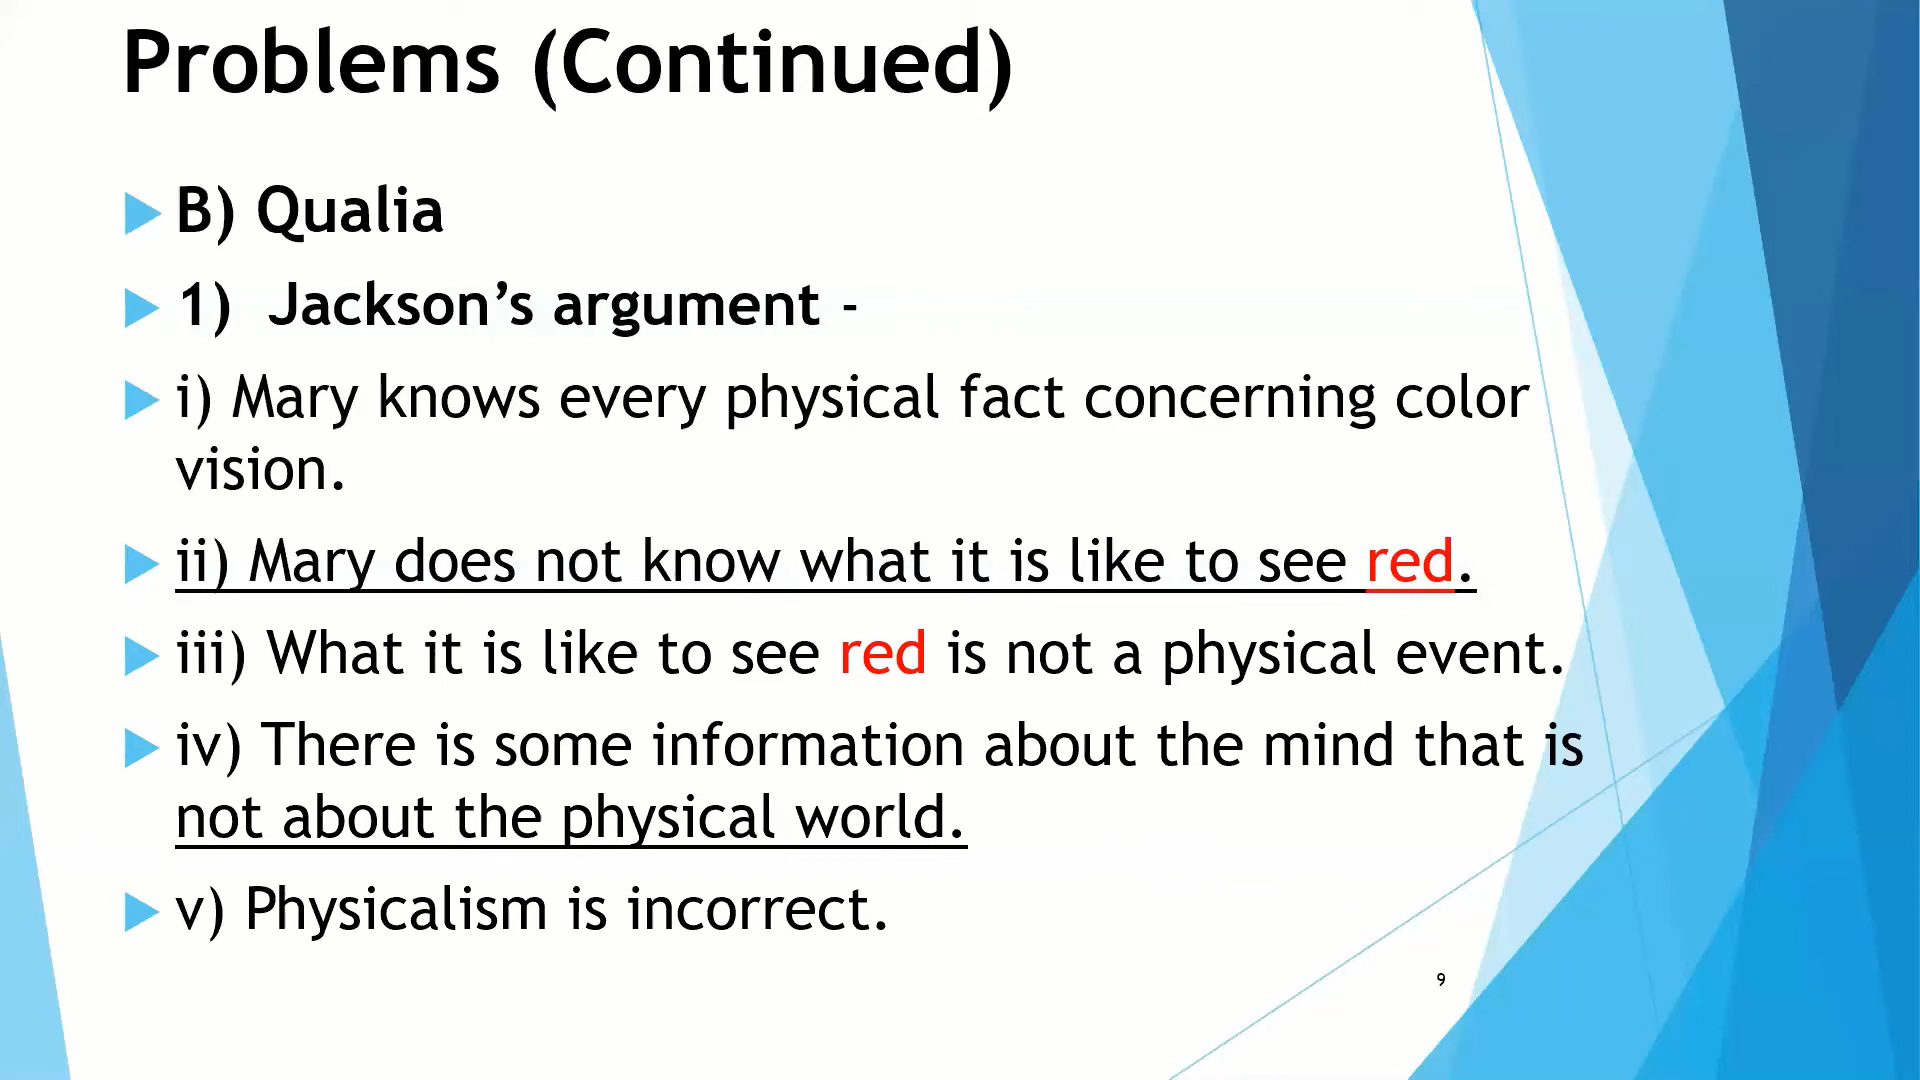 Problems (Continued)
B) Qualia
1) Jackson’s argument -
i) Mary knows every physical fact concerning color
vision.
ii) Mary does not know what it is like to see red.
iii) What it is like to see red is not a physical event.
iv) There is some information about the mind that is
not about the physical world.
v) Physicalism is incorrect.
9